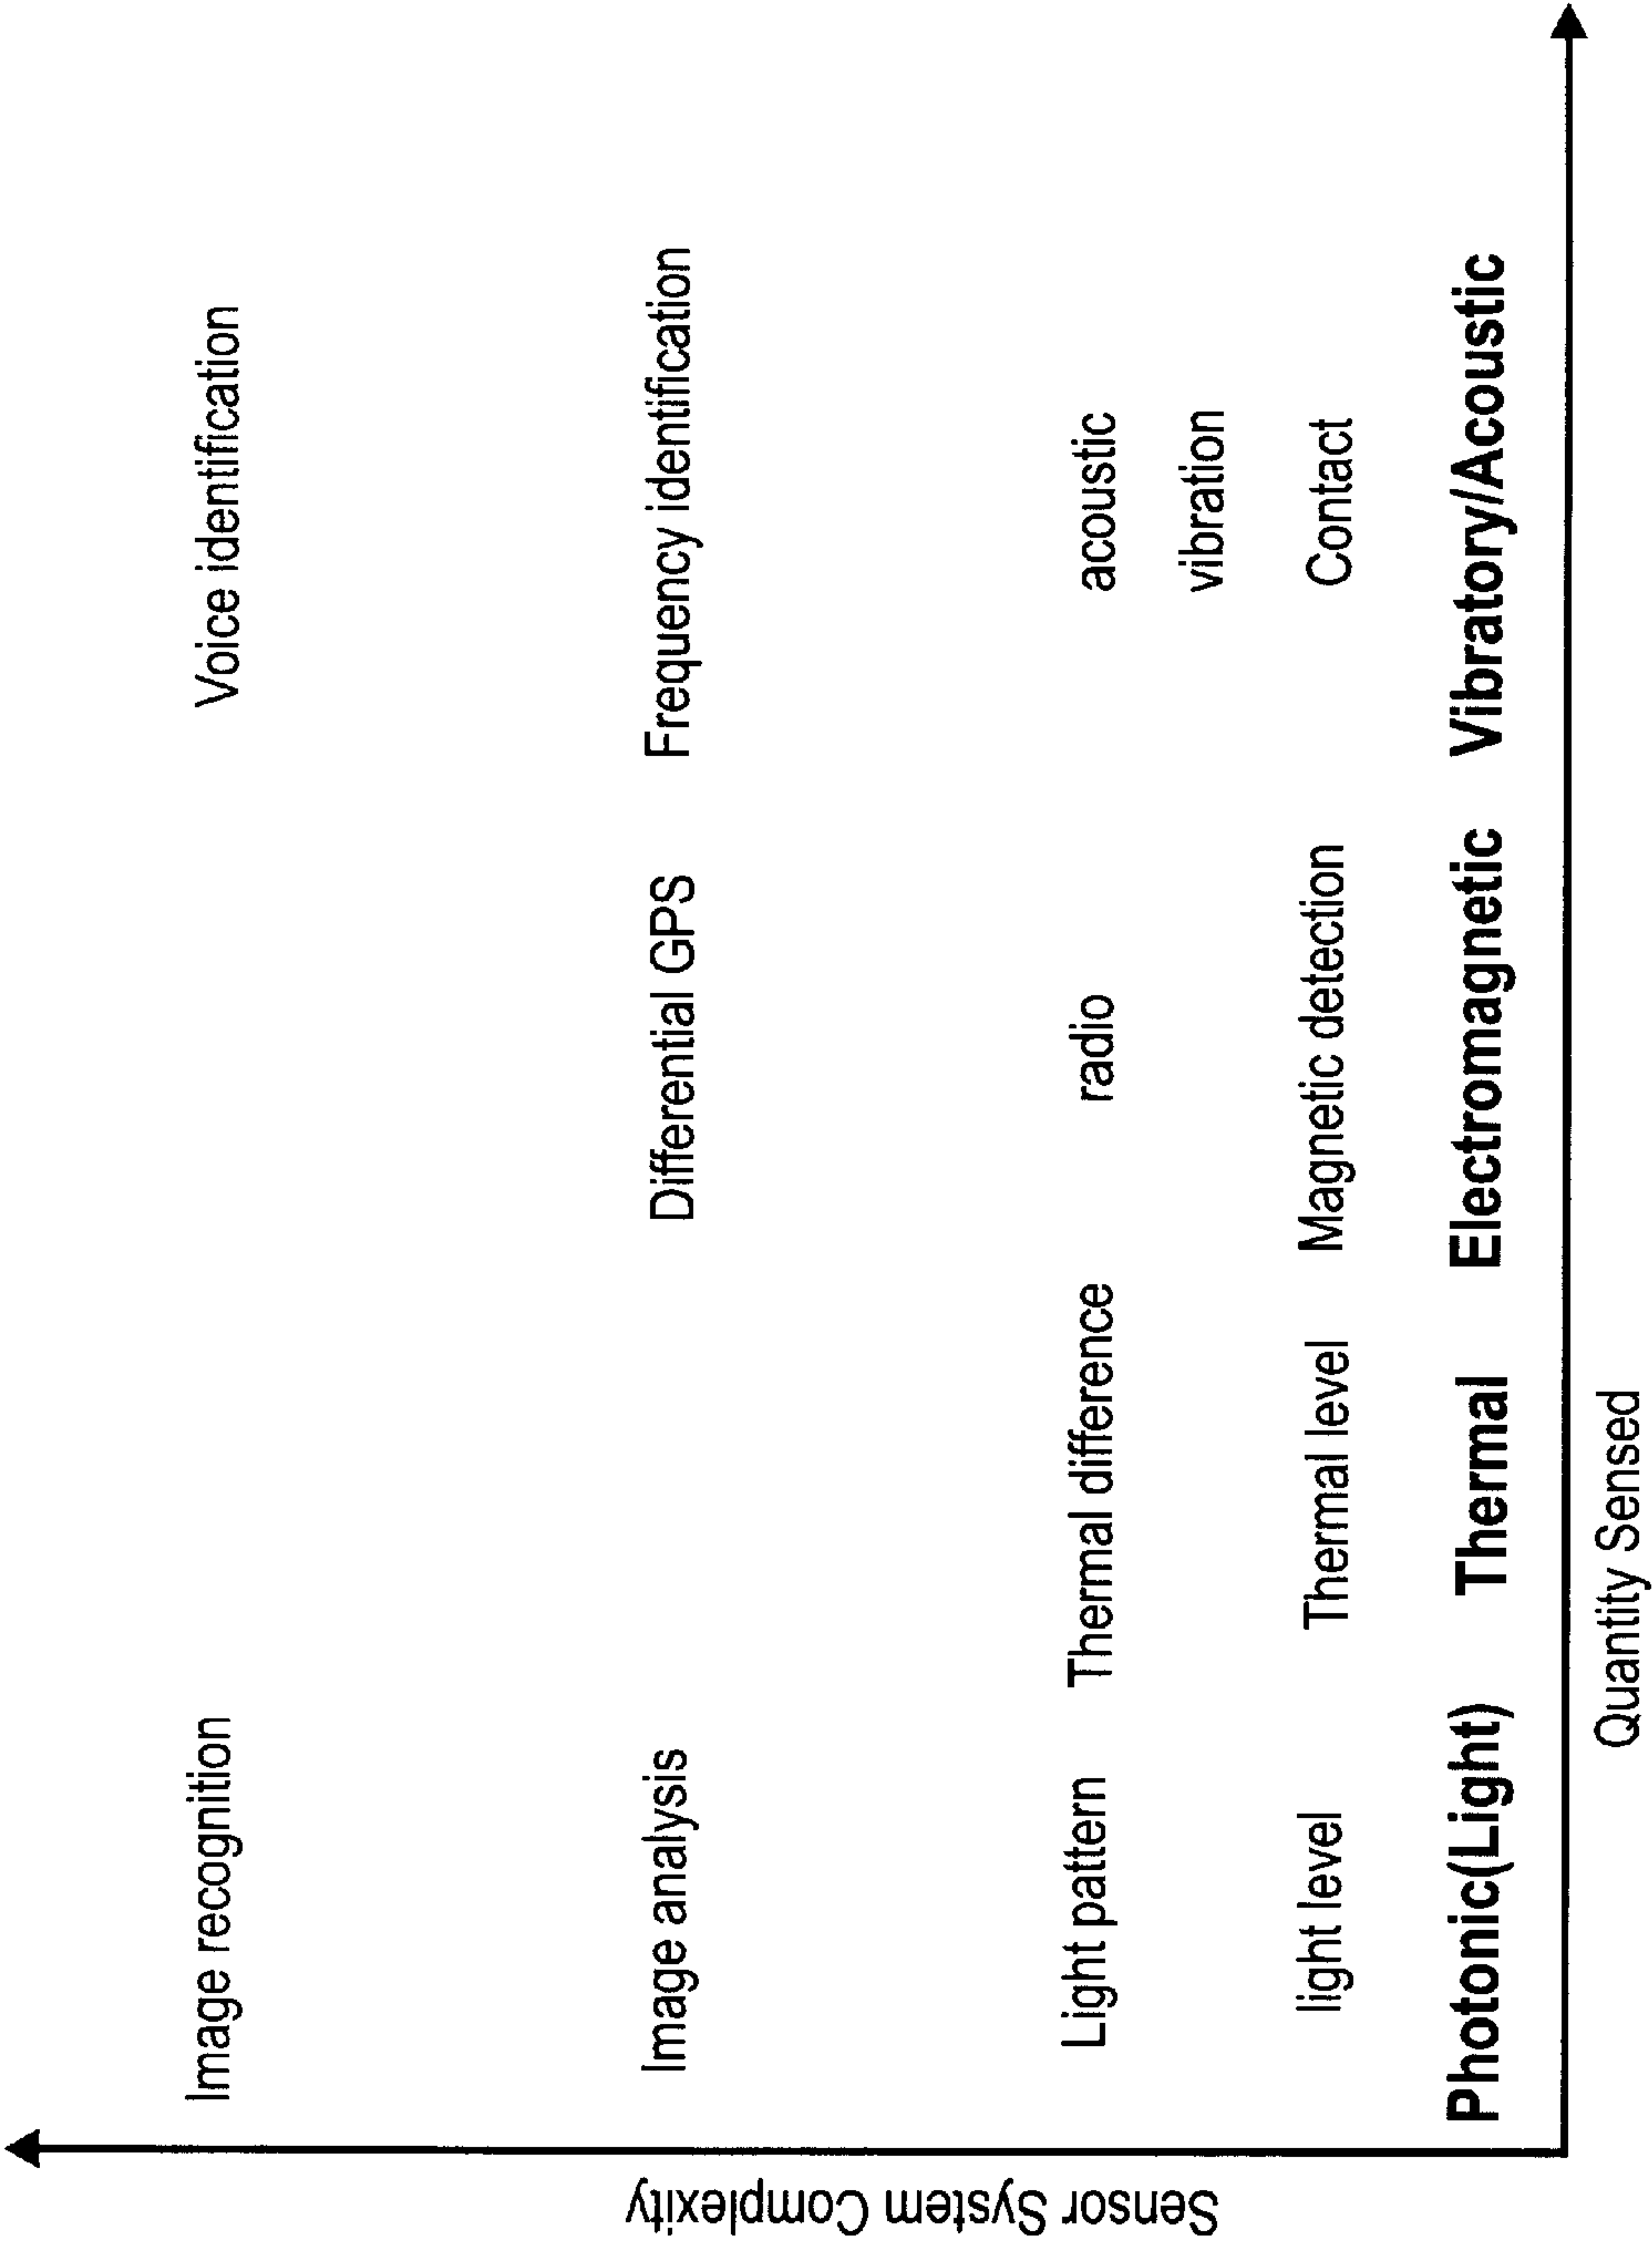 Sensor System Complexity
Image recognition
Voice identification
Image analysis
Differential GPS
Frequency identification
Light pattern
Thermal difference
radio
acoustic
vibration
light level
Thermal level
Magnetic detection
Contact
Photonic(Light)
Thermal
Electromagnetic
Vibratory/Acoustic
Quantity Sensed